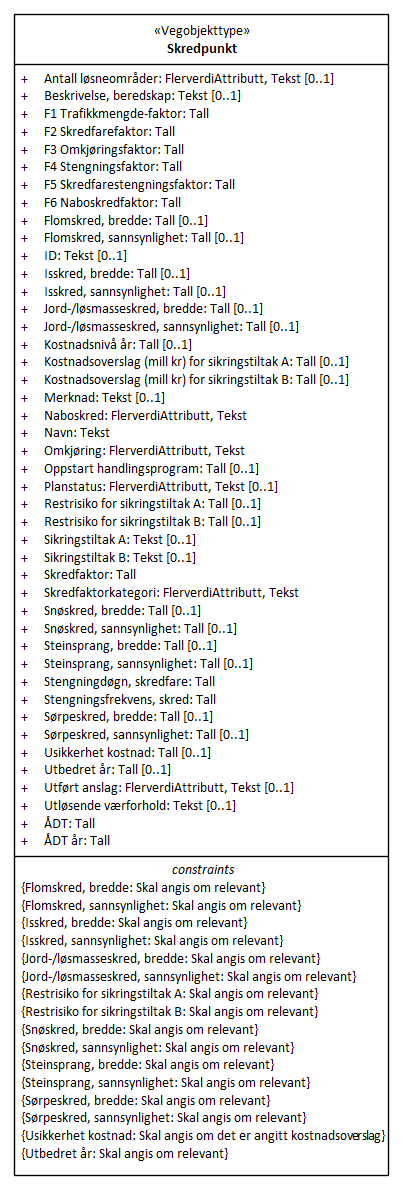 «Vegobjekttype»
Skredpunkt
+ Antall løsneområder: FlerverdiAttributt, Tekst [0..1]
+ Beskrivelse, beredskap: Tekst [0..1]
+ F1 Trafikkmengde-faktor: Tall
+ F2 Skredfarefaktor: Tall
+ F3 Omkjøringsfaktor: Tall
+ F4 Stengningsfaktor: Tall
+ F5 Skredfarestengningsfaktor: Tall
+ F6 Naboskredfaktor: Tall
+ Flomskred, bredde: Tall [0..1]
+ Flomskred, sannsynlighet: Tall [0..1]
+ ID: Tekst [0..1]
+ Isskred, bredde: Tall [0..1]
+ Isskred, sannsynlighet: Tall [0..1]
+ Jord-/løsmasseskred, bredde: Tall [0..1]
+ Jord-/løsmasseskred, sannsynlighet: Tall [0..1]
+ Kostnadsnivå år: Tall [0..1]
+ Kostnadsoverslag (mill kr) for sikringstiltak A: Tall [0..1]
+ Kostnadsoverslag (mill kr) for sikringstiltak B: Tall [0..1]
+ Merknad: Tekst [0..1]
+ Naboskred: FlerverdiAttributt, Tekst
+ Navn: Tekst
+ Omkjøring: FlerverdiAttributt, Tekst
+ Oppstart handlingsprogram: Tall [0..1]
+ Planstatus: FlerverdiAttributt, Tekst [0..1]
+ Restrisiko for sikringstiltak A: Tall [0..1]
+ Restrisiko for sikringstiltak B: Tall [0..1]
+ Sikringstiltak A: Tekst [0..1]
+ Sikringstiltak B: Tekst [0..1]
+ Skredfaktor: Tall
+ Skredfaktorkategori: FlerverdiAttributt, Tekst
+ Snøskred, bredde: Tall [0..1]
+ Snøskred, sannsynlighet: Tall [0..1]
+ Steinsprang, bredde: Tall [0..1]
+ Steinsprang, sannsynlighet: Tall [0..1]
+ Stengningdøgn, skredfare: Tall
+ Stengningsfrekvens, skred: Tall
+ Sørpeskred, bredde: Tall [0..1]
+ Sørpeskred, sannsynlighet: Tall [0..1]
+ Usikkerhet kostnad: Tall [0..1]
+ Utbedret år: Tall [0..1]
+ Utført anslag: FlerverdiAttributt, Tekst [0..1]
+ Utløsende værforhold: Tekst [0..1]
+ ÅDT: Tall
+ ÅDT år: Tall
constraints
{Flomskred, bredde: Skal angis om relevant}
{Flomskred, sannsynlighet: Skal angis om relevant}
{Isskred, bredde: Skal angis om relevant}
{Isskred, sannsynlighet: Skal angis om relevant}
{Jord-/løsmasseskred, bredde: Skal angis om relevant}
{Jord-/løsmasseskred, sannsynlighet: Skal angis om relevant}
{Restrisiko for sikringstiltak A: Skal angis om relevant}
{Restrisiko for sikringstiltak B: Skal angis om relevant}
{Snøskred, bredde: Skal angis om relevant}
{Snøskred, sannsynlighet: Skal angis om relevant}
{Steinsprang, bredde: Skal angis om relevant}
{Steinsprang, sannsynlighet: Skal angis om relevant}
{Sørpeskred, bredde: Skal angis om relevant}
{Sørpeskred, sannsynlighet: Skal angis om relevant}
{Usikkerhet kostnad: Skal angis om det er angitt kostnadsoverslag}
{Utbedret år: Skal angis om relevant}